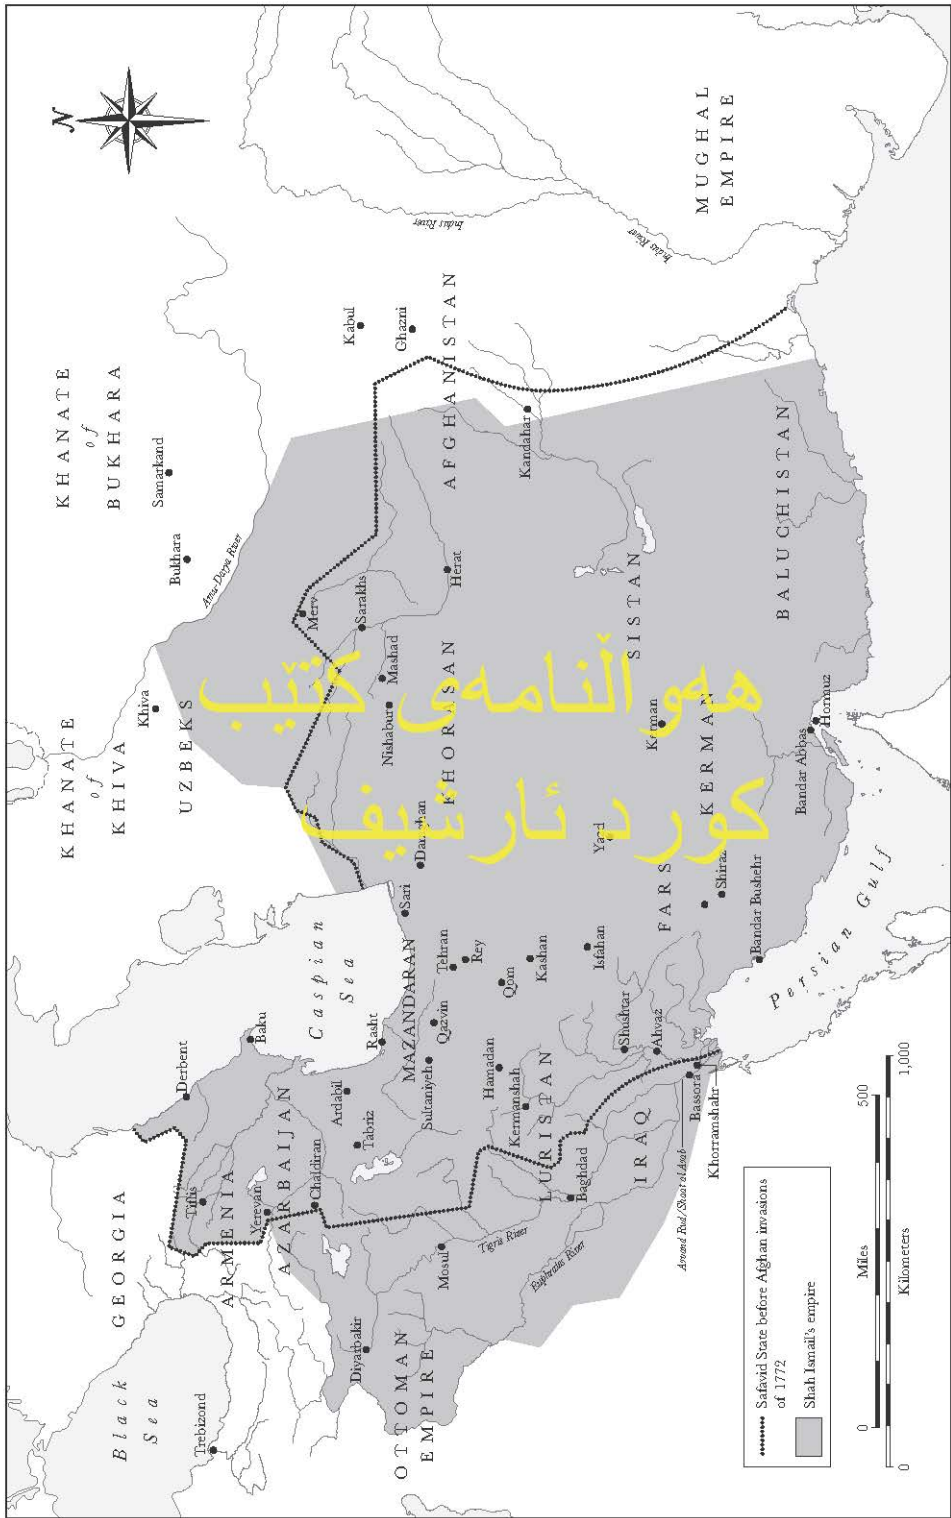 N
KHANATE
of
KHIVA
KHANATE
of
BUKHARA
GEORGIA
Black
Sea
Trebizond
Derbent
Baku
Caspian
Sea
Khiva
UZBEKS
Bukhara
Samarkand
Amu-Darya River
Tiflis
ARMENIA
Yerevan
AZARBAIJAN
Chaldiran
Ardabil
Tabriz
Rasht
MAZANDARAN
Sari
Damghan
Nishabur
Mashad
Sarakhs
Merv
KHORASAN
Herat
AFGHANISTAN
Kabul
Ghazni
Kandahar
Indus River
Indus River
MUGHAL
EMPIRE
Diyarbakir
OTTOMAN
EMPIRE
Mosul
Tigris River
Euphrates River
Sultaniyeh
Qazvin
Tehran
Rey
Hamadan
Qom
Kermanshah
Kashan
LURISTAN
Baghdad
Isfahan
IRAQ
Shushtar
Ahvaz
Bassora
Khorramshahr
Arvand Rud/Shatt al Arab
Yazd
FARS
Shiraz
Kerman
KERMAN
SISTAN
BALUCHISTAN
Bandar Bushehr
Bandar Abbas
Hormuz
Persian Gulf
Safavid State before Afghan invasions
of 1772
Shah Ismail's empire
0 Miles 500
0 Kilometers 1,000
هەواڵنامەی کتێب
کورد ئارشیف